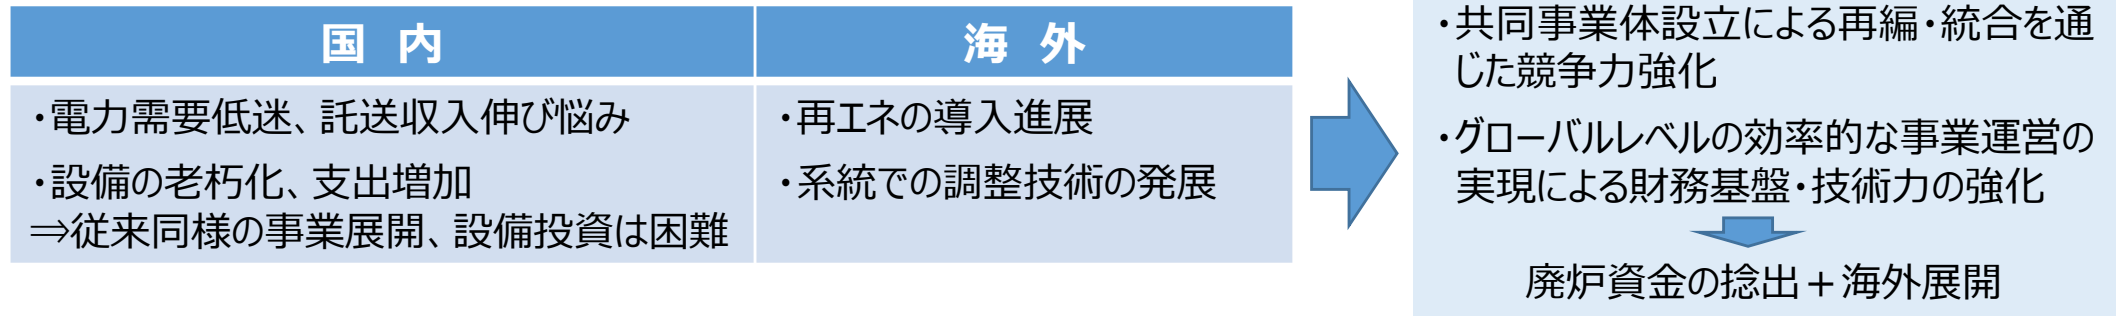 国 内
海 外
・電力需要低迷、託送収入伸び悩み
・設備の老朽化、支出増加
⇒従来同様の事業展開、設備投資は困難
・再エネの導入進展
・系統での調整技術の発展
・共同事業体設立による再編・統合を通
じた競争力強化
・グローバルレベルの効率的な事業運営の
実現による財務基盤・技術力の強化
廃炉資金の捻出＋海外展開